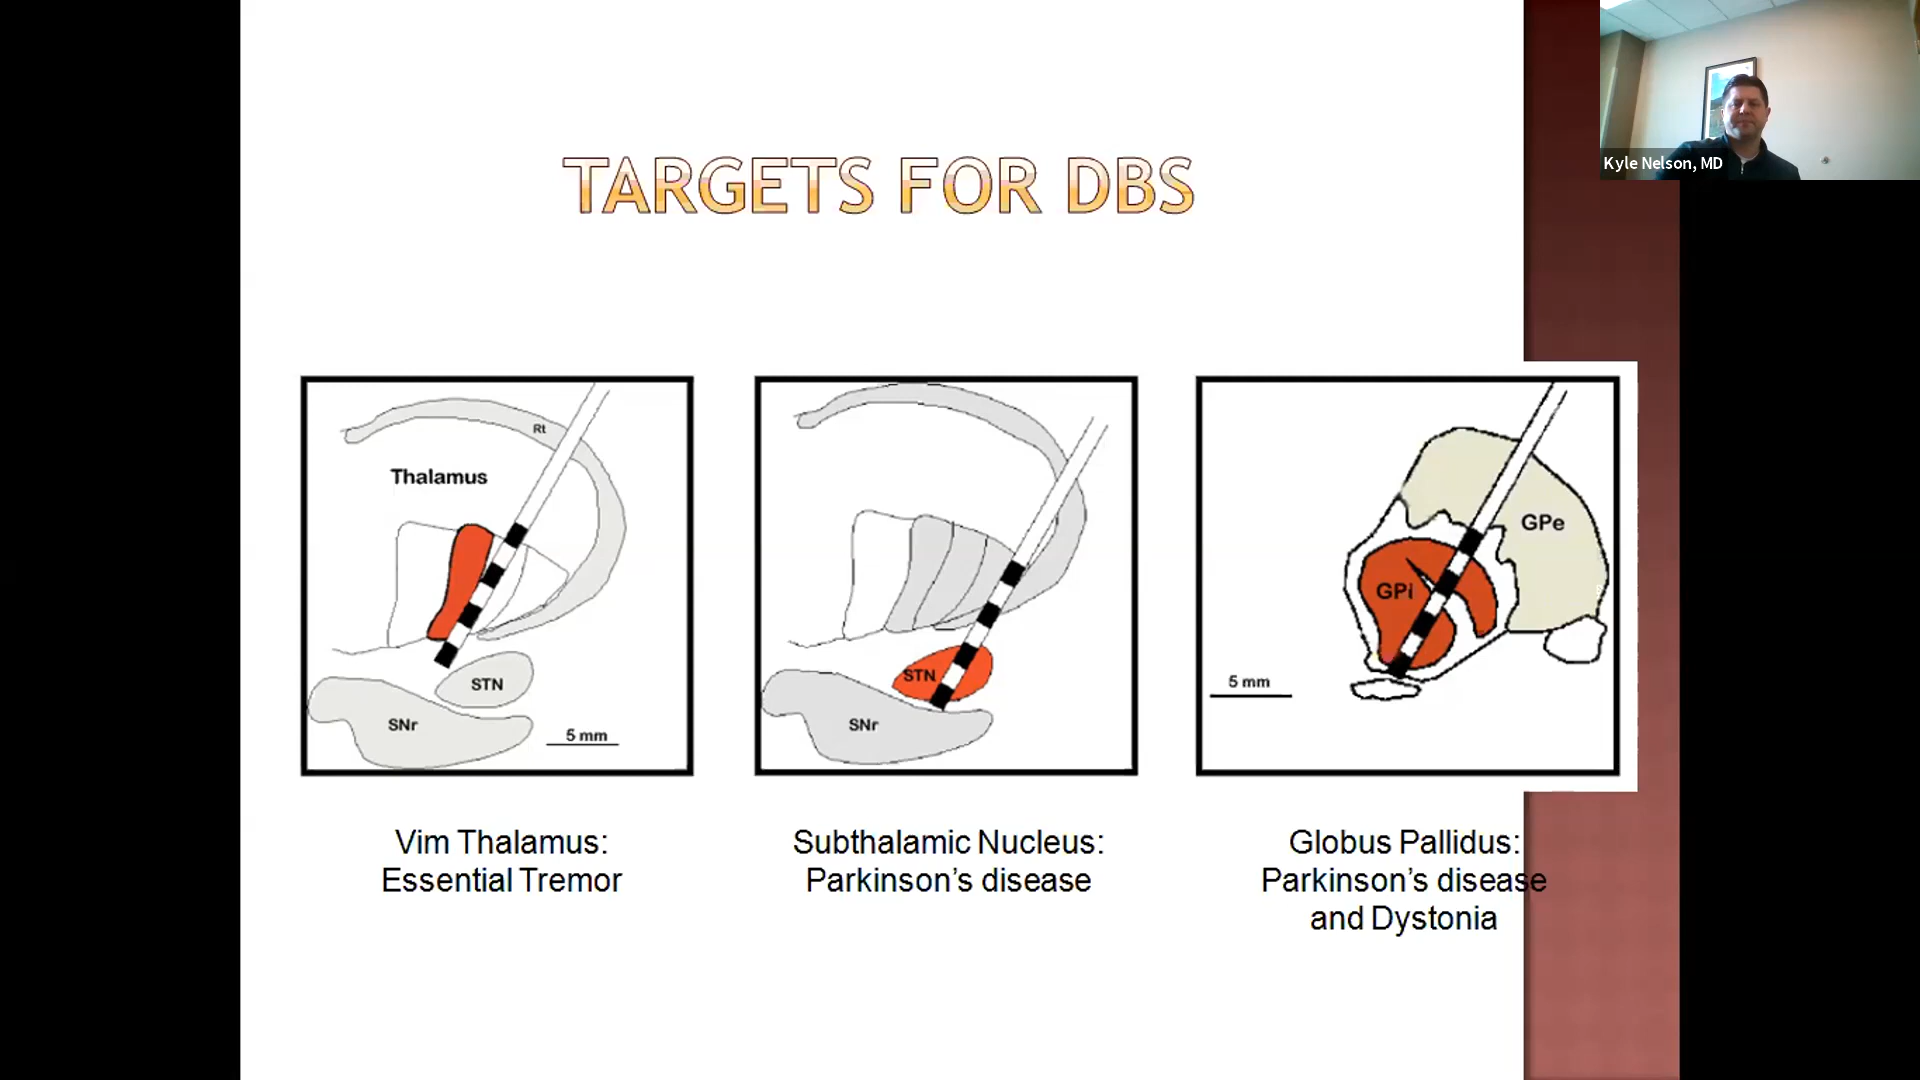 Kyle Nelson, MD
TARGETS FOR DBS
Rt
Thalamus
STN
SNr
5 mm
STN
SNr
GPe
GPi
5 mm
Vim Thalamus:
Essential Tremor
Subthalamic Nucleus:
Parkinson’s disease
Globus Pallidus:
Parkinson’s disease
and Dystonia